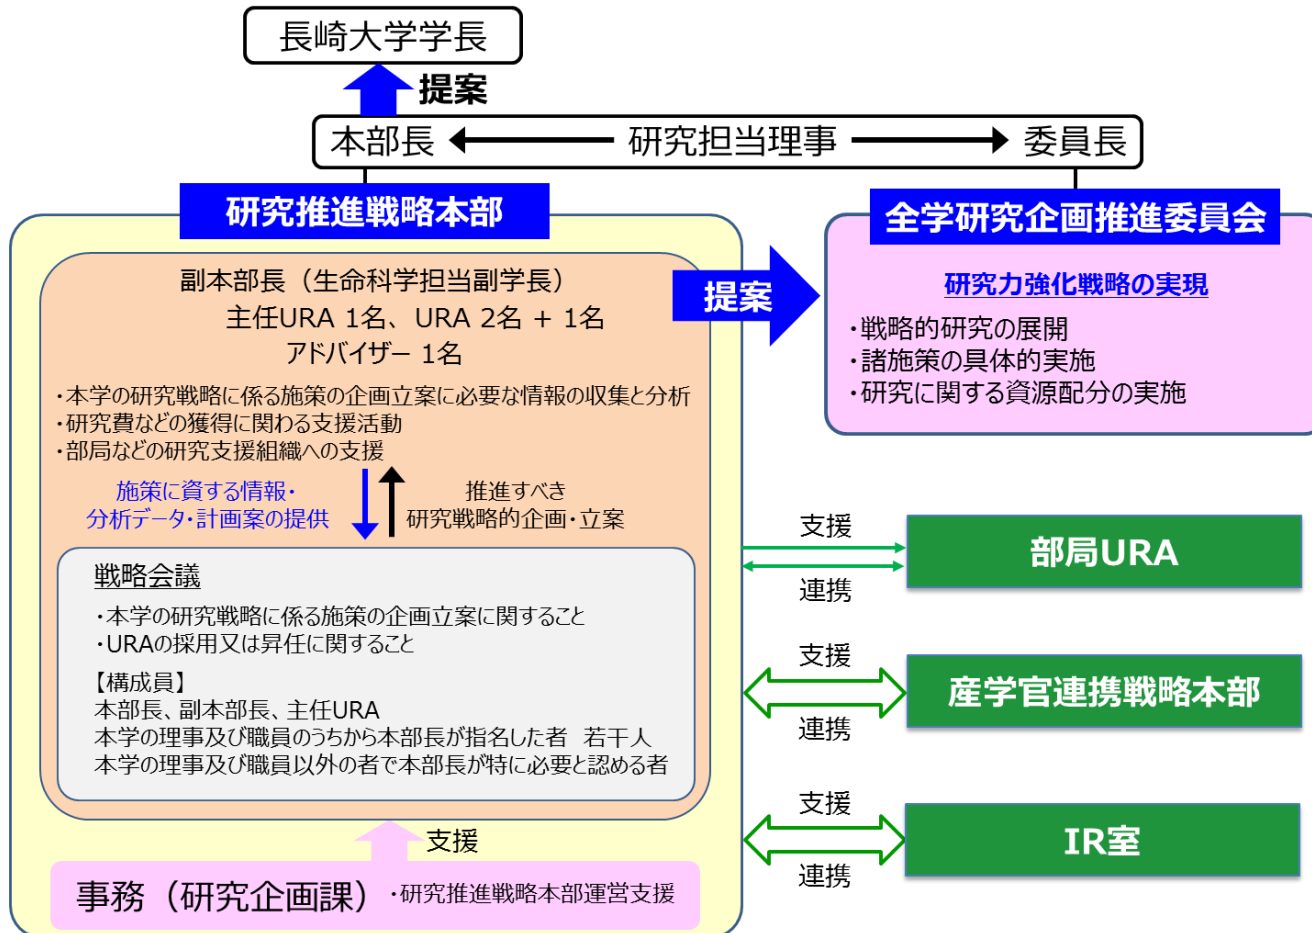 長崎大学学長
提案
本部長 研究担当理事 委員長
研究推進戦略本部
副本部長（生命科学担当副学長）
主任URA 1名、URA 2名 + 1名
アドバイザー 1名
・本学の研究戦略に係る施策の企画立案に必要な情報の収集と分析
・研究費などの獲得に関わる支援活動
・部局などの研究支援組織への支援
施策に資する情報・
分析データ・計画案の提供
推進すべき
研究戦略的企画・立案
戦略会議
・本学の研究戦略に係る施策の企画立案に関すること
・URAの採用又は昇任に関すること
【構成員】
本部長、副本部長、主任URA
本学の理事及び職員のうちから本部長が指名した者　若干人
本学の理事及び職員以外の者で本部長が特に必要と認める者
支援
事務（研究企画課）・研究推進戦略本部運営支援
提案
全学研究企画推進委員会
研究力強化戦略の実現
・戦略的研究の展開
・諸施策の具体的実施
・研究に関する資源配分の実施
支援
連携
部局URA
支援
連携
産学官連携戦略本部
支援
連携
IR室